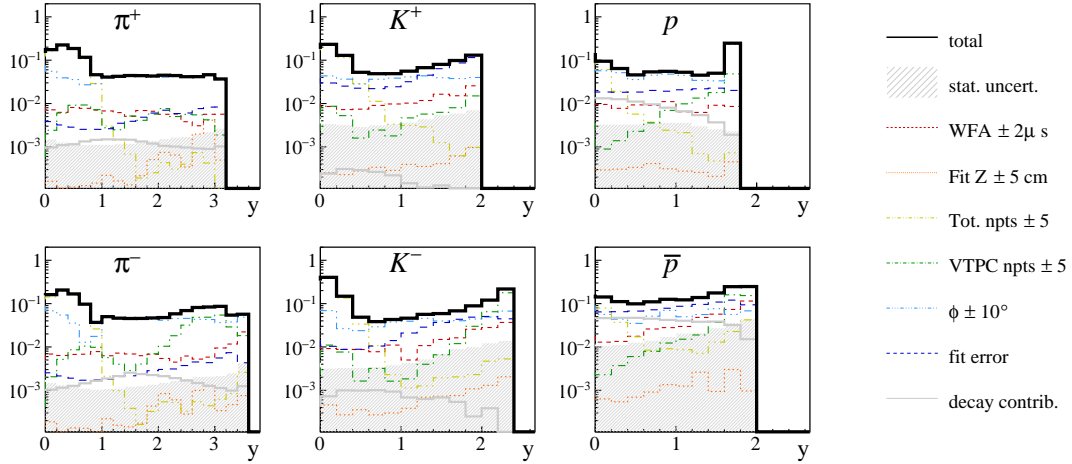 π⁺
1
10⁻¹
10⁻²
10⁻³
0 1 2 3 y
K⁺
1
10⁻¹
10⁻²
10⁻³
0 1 2 y
p
1
10⁻¹
10⁻²
10⁻³
0 1 2 y
π⁻
1
10⁻¹
10⁻²
10⁻³
0 1 2 3 y
K⁻
1
10⁻¹
10⁻²
10⁻³
0 1 2 y
p̅
1
10⁻¹
10⁻²
10⁻³
0 1 2 y
total
stat. uncert.
WFA ± 2μ s
Fit Z ± 5 cm
Tot. npts ± 5
VTPC npts ± 5
ϕ ± 10°
fit error
decay contrib.